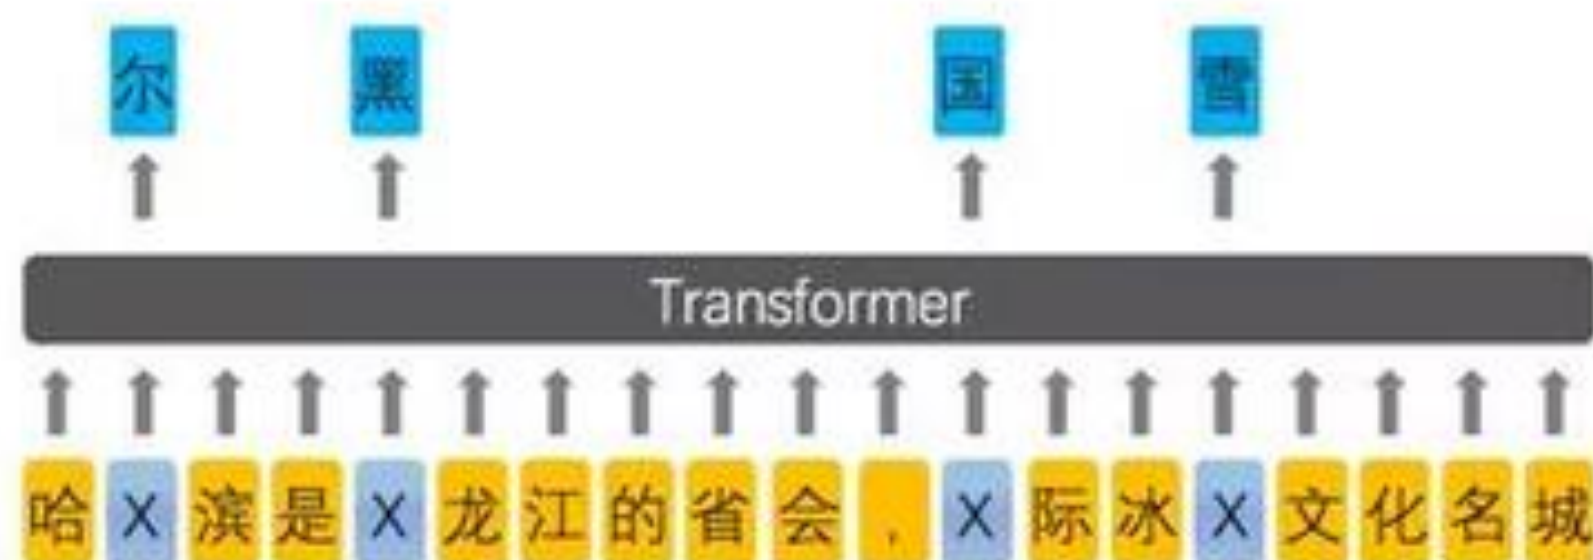 尔 黑 国 雪
Transformer
哈 X 滨 是 X 龙 江 的 省 会 , X 际 冰 X 文 化 名 城